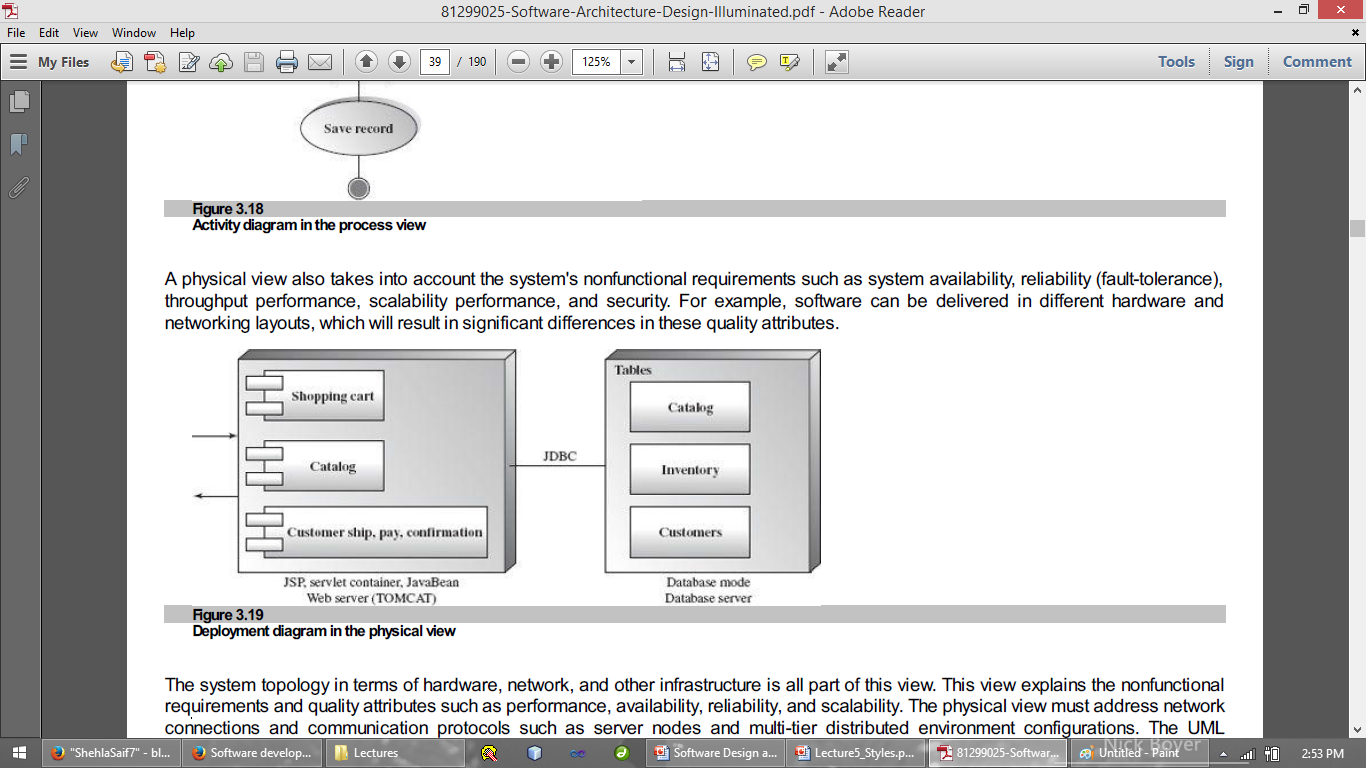 81299025-Software-Architecture-Design-Illuminated.pdf - Adobe Reader
File Edit View Window Help
My Files 39 / 190 125% Tools Sign Comment
Save record
Figure 3.18
Activity diagram in the process view
A physical view also takes into account the system's nonfunctional requirements such as system availability, reliability (fault-tolerance),
throughput performance, scalability performance, and security. For example, software can be delivered in different hardware and
networking layouts, which will result in significant differences in these quality attributes.
Shopping cart
Catalog
Customer ship, pay, confirmation
JSP, servlet container, JavaBean
Web server (TOMCAT)
JDBC
Tables
Catalog
Inventory
Customers
Database mode
Database server
Figure 3.19
Deployment diagram in the physical view
The system topology in terms of hardware, network, and other infrastructure is all part of this view. This view explains the nonfunctional
requirements and quality attributes such as performance, availability, reliability, and scalability. The physical view must address network
connections and communication protocols such as server nodes and multi-tier distributed environment configurations. The UML
"ShehlaSaif7" - bl... Software develop... Lectures Software Design a... Lecture5_Styles.p... 81299025-Softwar... Untitled - Paint 2:53 PM
Nick Boyer